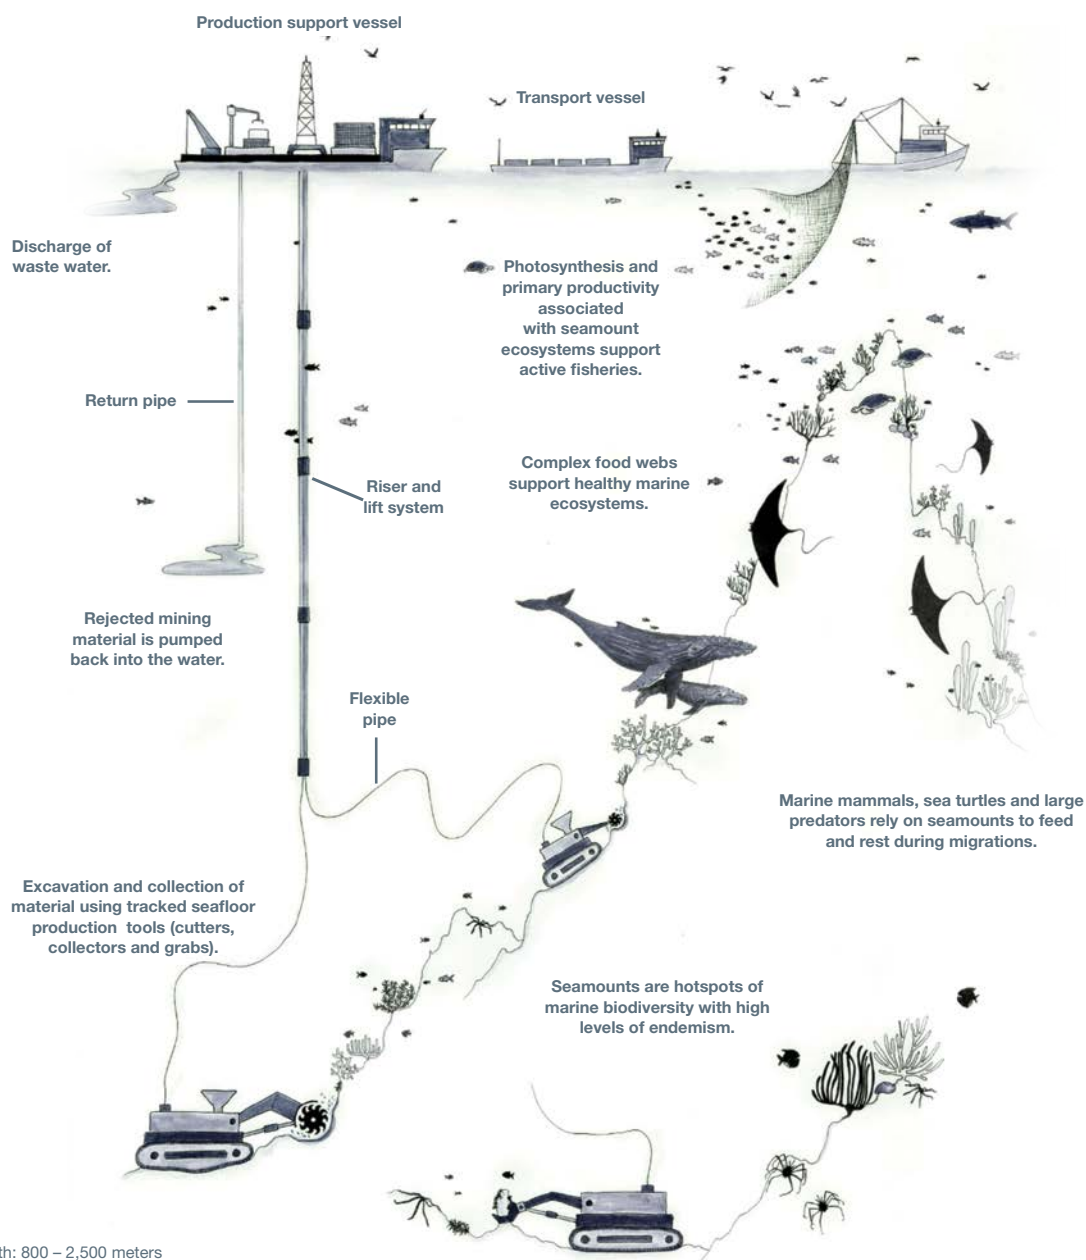 Production support vessel
Transport vessel
Discharge of
waste water.
Photosynthesis and
primary productivity
associated
with seamount
ecosystems support
active fisheries.
Return pipe
Complex food webs
support healthy marine
ecosystems.
Riser and
lift system
Rejected mining
material is pumped
back into the water.
Flexible
pipe
Marine mammals, sea turtles and large
predators rely on seamounts to feed
and rest during migrations.
Excavation and collection of
material using tracked seafloor
production tools (cutters,
collectors and grabs).
Seamounts are hotspots of
marine biodiversity with high
levels of endemism.
th: 800 – 2,500 meters